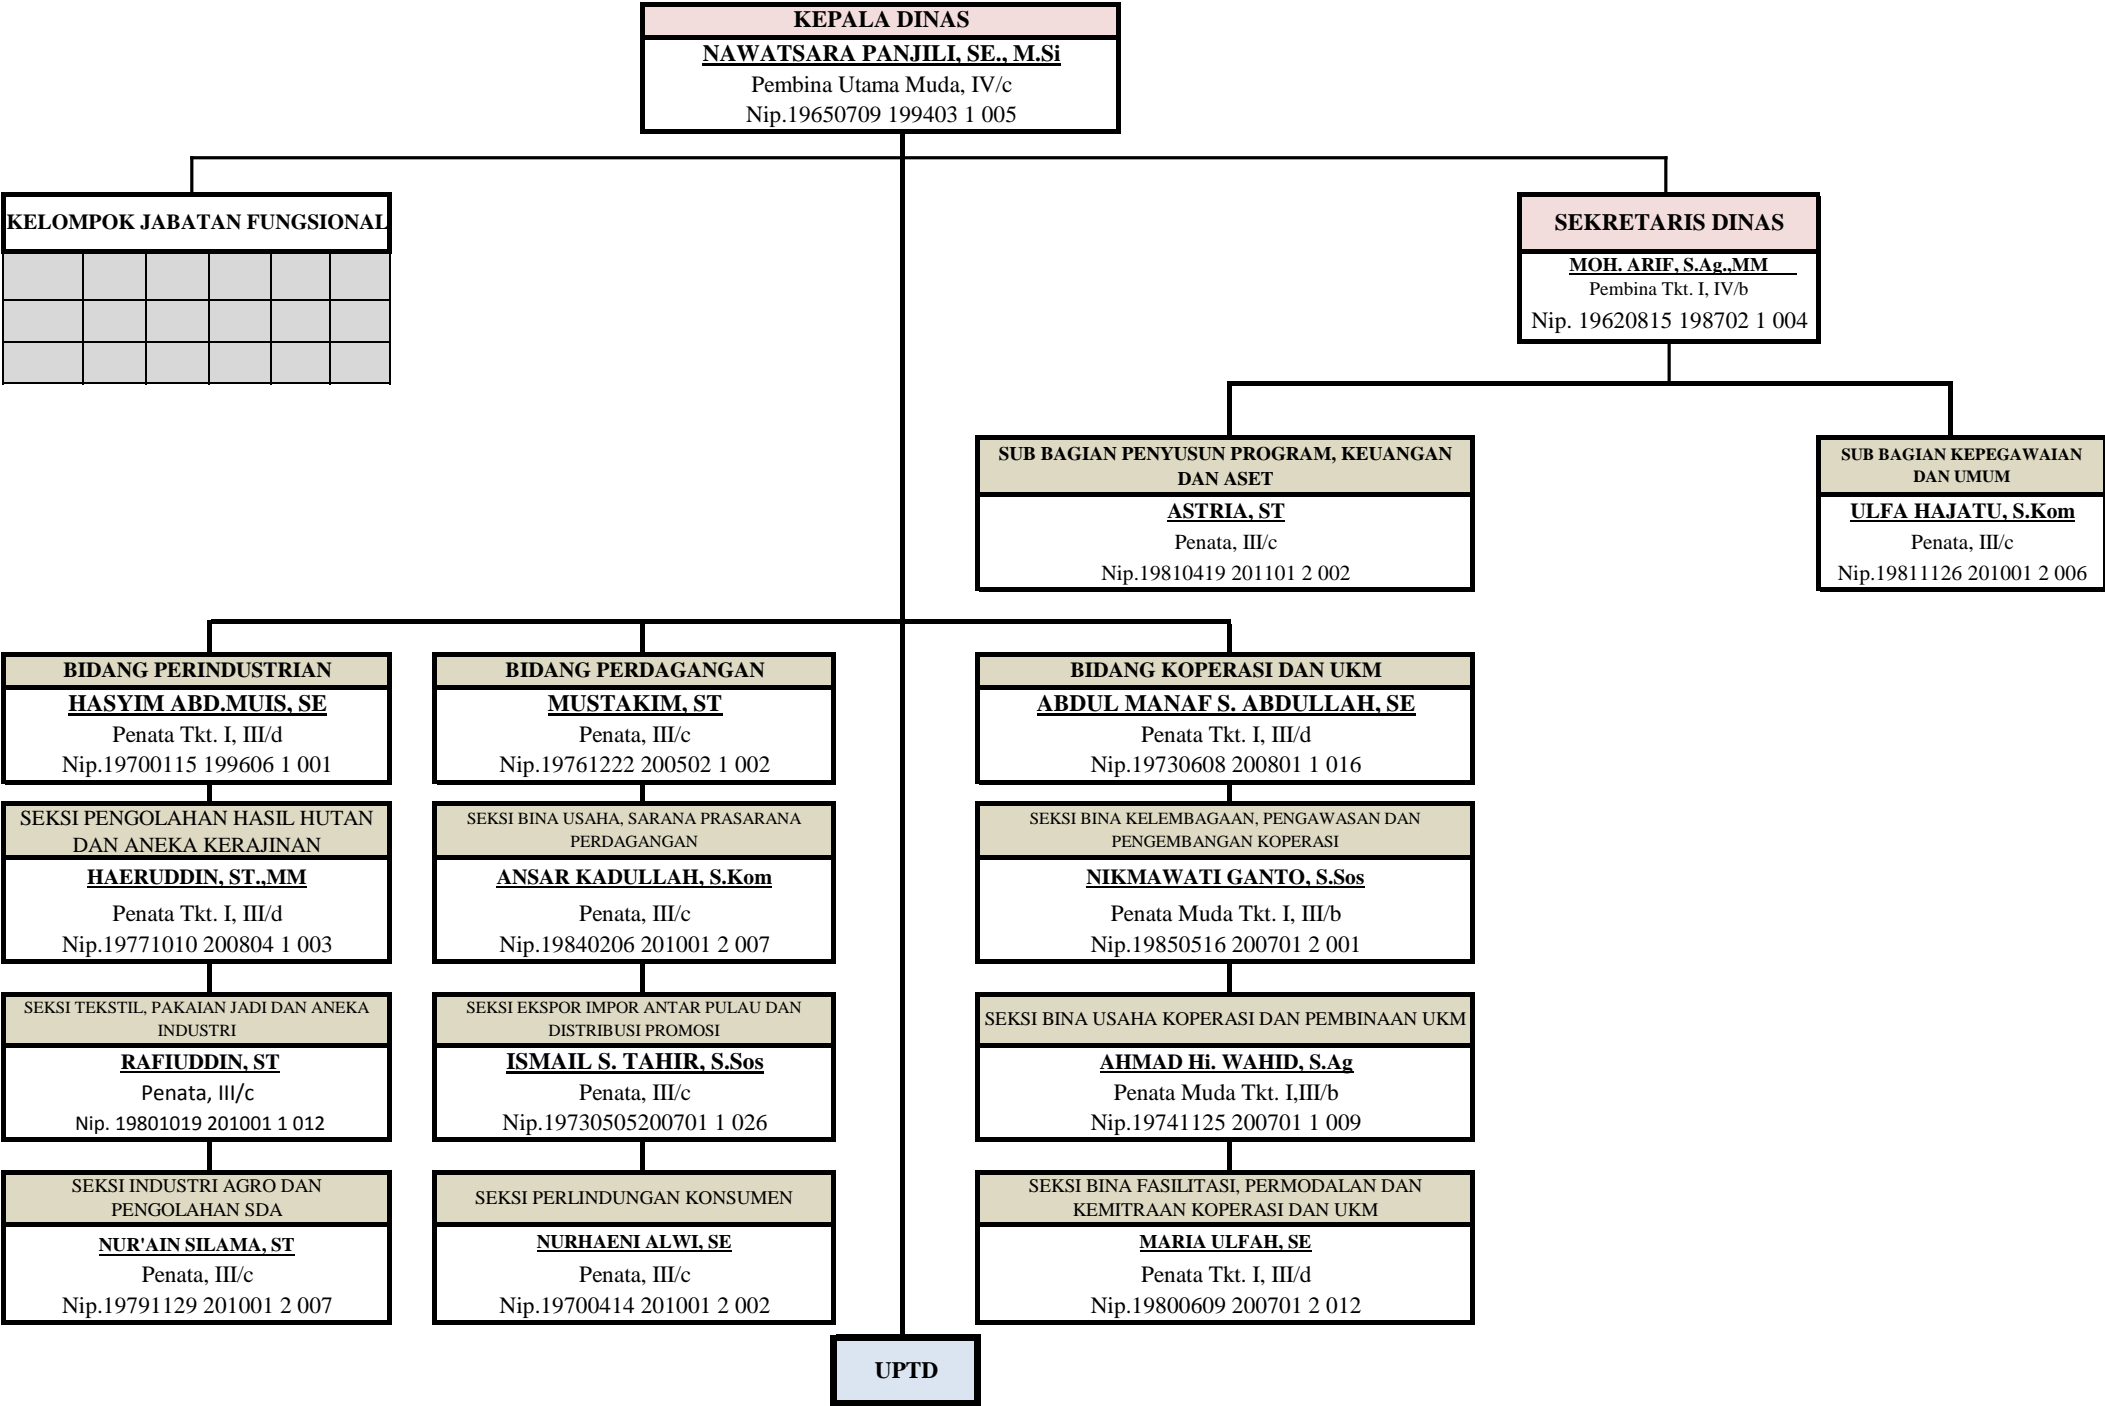 KEPALA DINAS
NAWATSARA PANJILI, SE., M.Si
Pembina Utama Muda, IV/c
Nip.19650709 199403 1 005
KELOMPOK JABATAN FUNGSIONAL
SEKRETARIS DINAS
MOH. ARIF, S.Ag.,MM
Pembina Tkt. I, IV/b
Nip. 19620815 198702 1 004
SUB BAGIAN PENYUSUN PROGRAM, KEUANGAN
DAN ASET
ASTRIA, ST
Penata, III/c
Nip.19810419 201101 2 002
SUB BAGIAN KEPEGAWAIAN
DAN UMUM
ULFA HAJATU, S.Kom
Penata, III/c
Nip.19811126 201001 2 006
BIDANG PERINDUSTRIAN
HASYIM ABD.MUIS, SE
Penata Tkt. I, III/d
Nip.19700115 199606 1 001
SEKSI PENGOLAHAN HASIL HUTAN
DAN ANEKA KERAJINAN
HAERUDDIN, ST.,MM
Penata Tkt. I, III/d
Nip.19771010 200804 1 003
SEKSI TEKSTIL, PAKAIAN JADI DAN ANEKA
INDUSTRI
RAFIUDDIN, ST
Penata, III/c
Nip. 19801019 201001 1 012
SEKSI INDUSTRI AGRO DAN
PENGOLAHAN SDA
NUR'AIN SILAMA, ST
Penata, III/c
Nip.19791129 201001 2 007
BIDANG PERDAGANGAN
MUSTAKIM, ST
Penata, III/c
Nip.19761222 200502 1 002
SEKSI BINA USAHA, SARANA PRASARANA
PERDAGANGAN
ANSAR KADULLAH, S.Kom
Penata, III/c
Nip.19840206 201001 2 007
SEKSI EKSPOR IMPOR ANTAR PULAU DAN
DISTRIBUSI PROMOSI
ISMAIL S. TAHIR, S.Sos
Penata, III/c
Nip.19730505200701 1 026
SEKSI PERLINDUNGAN KONSUMEN
NURHAENI ALWI, SE
Penata, III/c
Nip.19700414 201001 2 002
BIDANG KOPERASI DAN UKM
ABDUL MANAF S. ABDULLAH, SE
Penata Tkt. I, III/d
Nip.19730608 200801 1 016
SEKSI BINA KELEMBAGAAN, PENGAWASAN DAN
PENGEMBANGAN KOPERASI
NIKMAWATI GANTO, S.Sos
Penata Muda Tkt. I, III/b
Nip.19850516 200701 2 001
SEKSI BINA USAHA KOPERASI DAN PEMBINAAN UKM
AHMAD Hi. WAHID, S.Ag
Penata Muda Tkt. I,III/b
Nip.19741125 200701 1 009
SEKSI BINA FASILITASI, PERMODALAN DAN
KEMITRAAN KOPERASI DAN UKM
MARIA ULFAH, SE
Penata Tkt. I, III/d
Nip.19800609 200701 2 012
UPTD